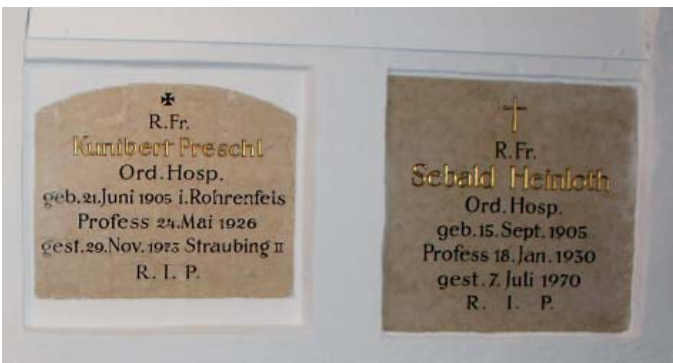 R.Fr.
Kunibert Preschl
Ord.Hosp.
geb.21.Juni 1905 i.Rohrenfels
Profess 24.Mai 1926
gest.29.Nov.1973 Straubing II
R. I. P.
R.Fr.
Sebald Heinloth
Ord.Hosp.
geb.15.Sept.1905
Profess 18.Jan.1930
gest.7.Juli 1970
R. I. P.